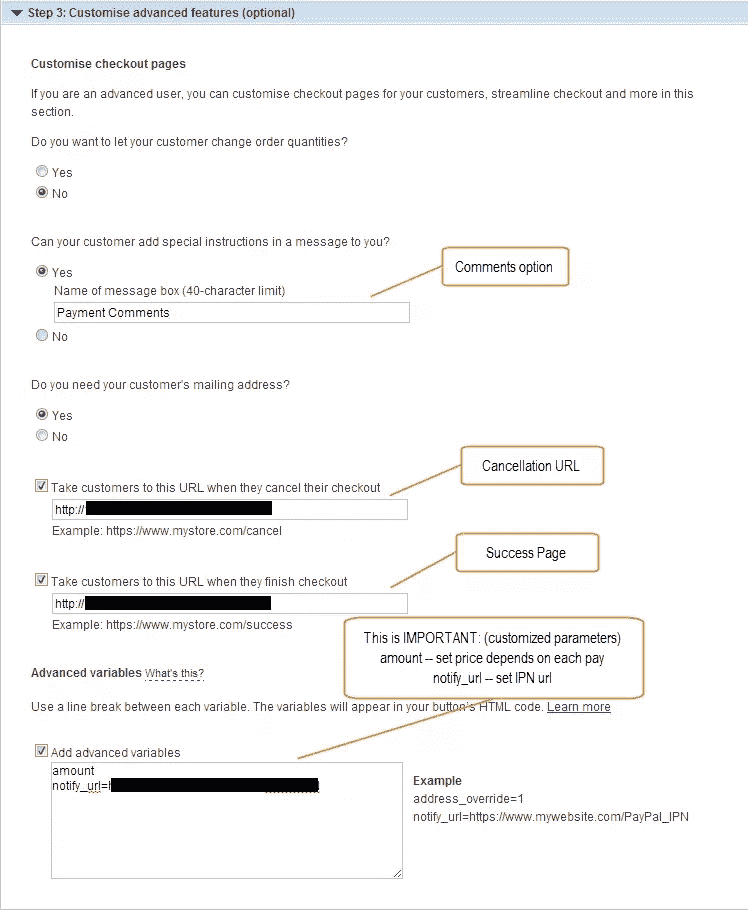 Step 3: Customise advanced features (optional)
Customise checkout pages
If you are an advanced user, you can customise checkout pages for your customers, streamline checkout and more in this
section.
Do you want to let your customer change order quantities?
Yes
No
Can your customer add special instructions in a message to you?
Comments option
Yes
Name of message box (40-character limit)
Payment Comments
No
Do you need your customer's mailing address?
Yes
No
Cancellation URL
Take customers to this URL when they cancel their checkout
http://
Example: https://www.mystore.com/cancel
Success Page
Take customers to this URL when they finish checkout
http://
Example: https://www.mystore.com/success
This is IMPORTANT: (customized parameters)
amount -- set price depends on each pay
notify_url -- set IPN url
Advanced variables What's this?
Use a line break between each variable. The variables will appear in your button's HTML code. Learn more
Add advanced variables
amount
notify_url=
Example
address_override=1
notify_url=https://www.mywebsite.com/PayPal_IPN